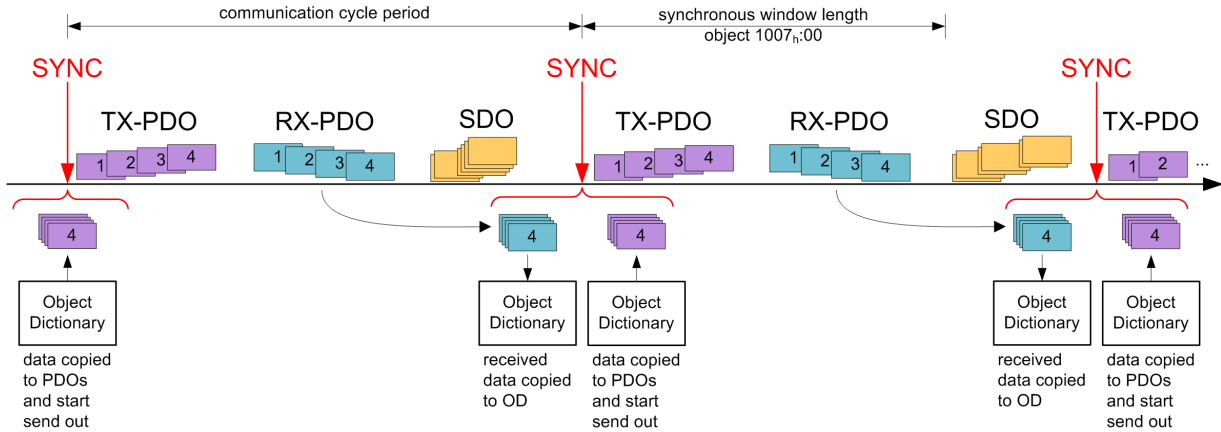 communication cycle period
synchronous window length
object 1007h:00
SYNC
SYNC
SYNC
TX-PDO
RX-PDO
SDO
TX-PDO
RX-PDO
SDO
TX-PDO
1 2 3 4
1 2 3 4
1 2 3 4
1 2 3 4
1 2 ...
4
4
4
4
4
Object
Dictionary
Object
Dictionary
Object
Dictionary
Object
Dictionary
Object
Dictionary
data copied
to PDOs
and start
send out
received
data copied
to OD
data copied
to PDOs
and start
send out
received
data copied
to OD
data copied
to PDOs
and start
send out